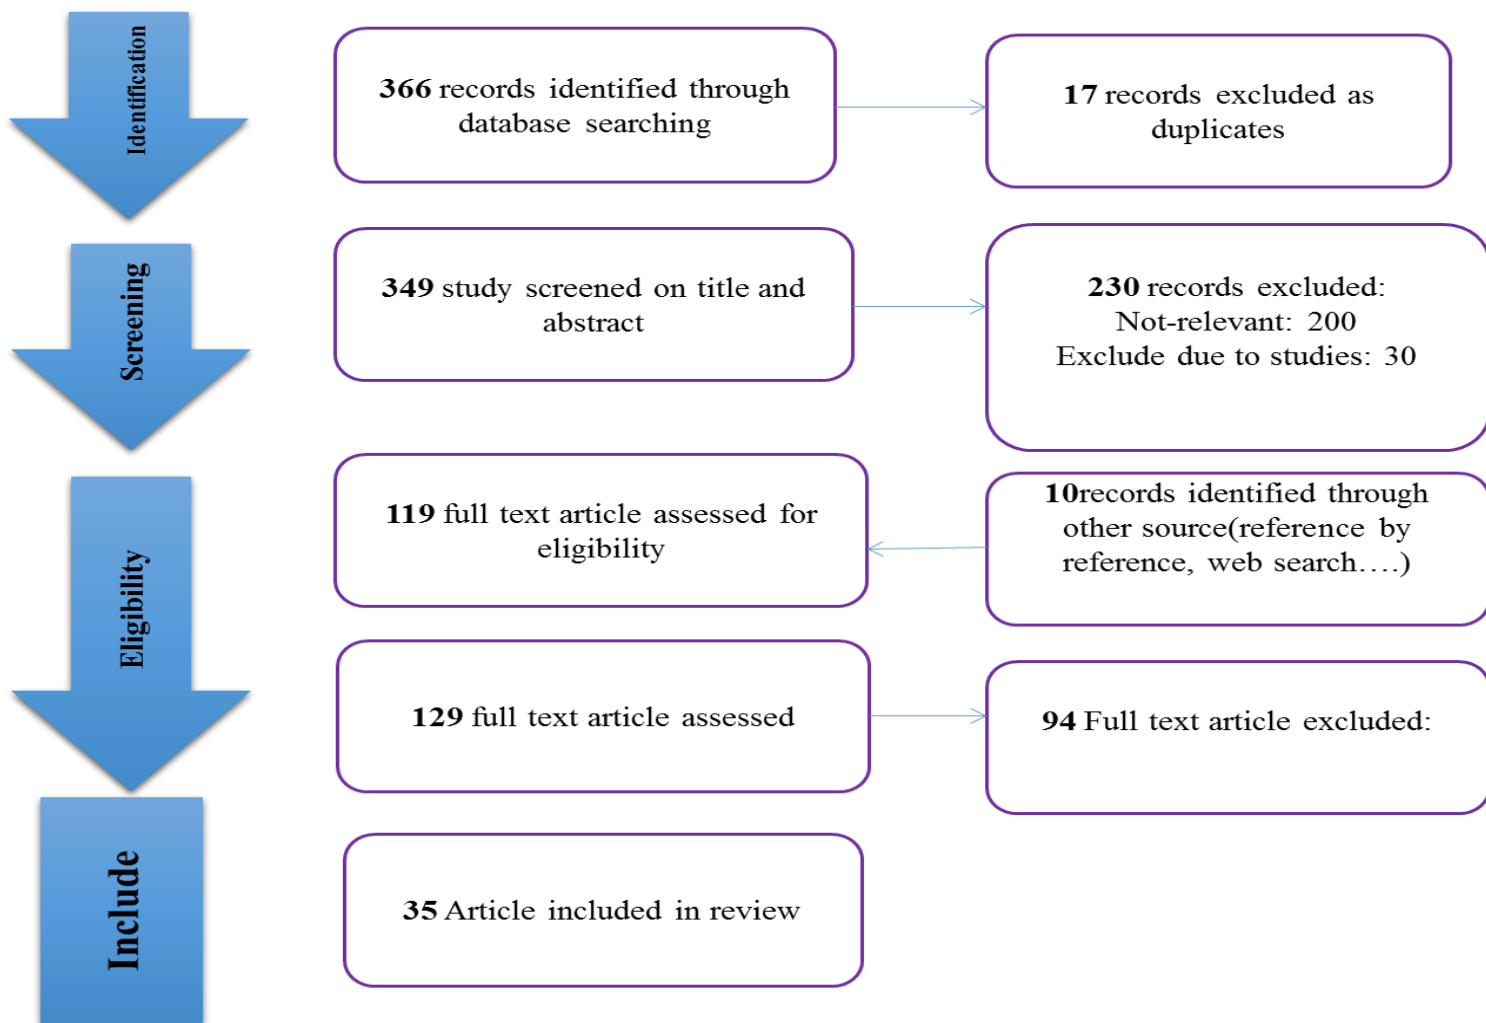 Identification
366 records identified through
database searching
17 records excluded as
duplicates
Screening
349 study screened on title and
abstract
230 records excluded:
Not-relevant: 200
Exclude due to studies: 30
Eligibility
119 full text article assessed for
eligibility
10records identified through
other source(reference by
reference, web search....)
129 full text article assessed
94 Full text article excluded:
Include
35 Article included in review